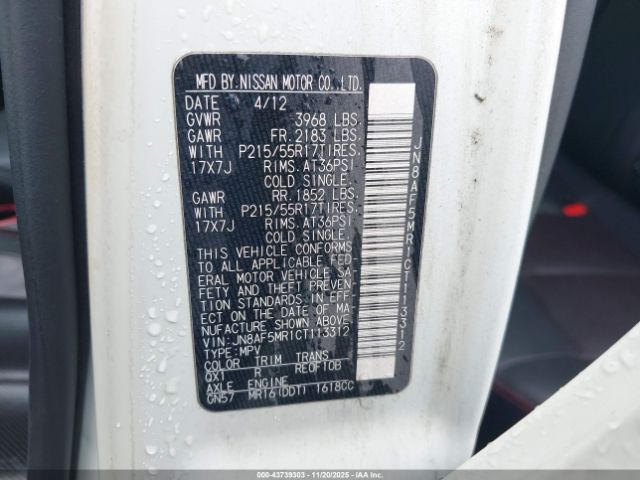 MFD BY NISSAN MOTOR CO., LTD.
DATE 4/12
GVWR 3968 LBS.
GAWR FR. 2183 LBS.
WITH P215/55R17TIRES.
17X7J RIMS. AT36PSI
COLD SINGLE.
GAWR RR. 1852 LBS
WITH P215/55R17TIRES.
17X7J RIMS. AT36PSI
COLD SINGLE.
THIS VEHICLE CONFORMS
TO ALL APPLICABLE FED-
ERAL MOTOR VEHICLE SA-
FETY AND THEFT PREVEN-
TION STANDARDS IN EFF-
ECT ON THE DATE OF MA-
NUFACTURE SHOWN ABOVE.
VIN: JN8AF5MR1CT113312
TYPE: MPV
COLOR TRIM TRANS
QX1 R RE0F10B
AXLE ENGINE
GN57 MR16(DDT) 1618CC
JN8AF5MR1CT113312
000-43739303 - 11/20/2025 - IAAI.COM